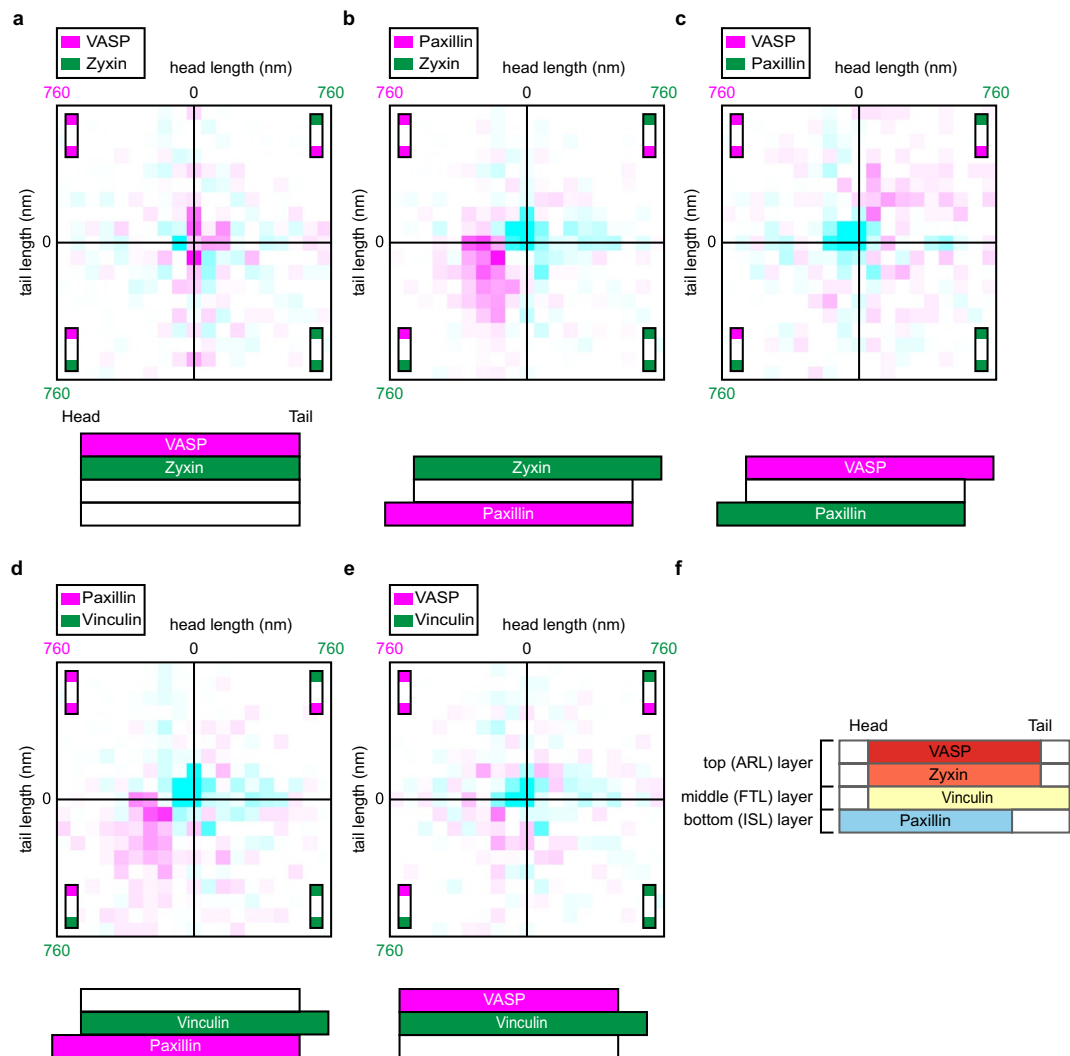 a
VASP
Zyxin
head length (nm)
760
0
760
tail length (nm)
0
760
Head
Tail
VASP
Zyxin
b
Paxillin
Zyxin
head length (nm)
760
0
760
tail length (nm)
0
Zyxin
Paxillin
c
VASP
Paxillin
head length (nm)
760
0
760
tail length (nm)
0
760
VASP
Paxillin
d
Paxillin
Vinculin
head length (nm)
760
0
760
tail length (nm)
0
760
Vinculin
Paxillin
e
VASP
Vinculin
head length (nm)
760
0
760
tail length (nm)
0
760
VASP
Vinculin
f
Head
Tail
top (ARL) layer
VASP
Zyxin
middle (FTL) layer
Vinculin
bottom (ISL) layer
Paxillin